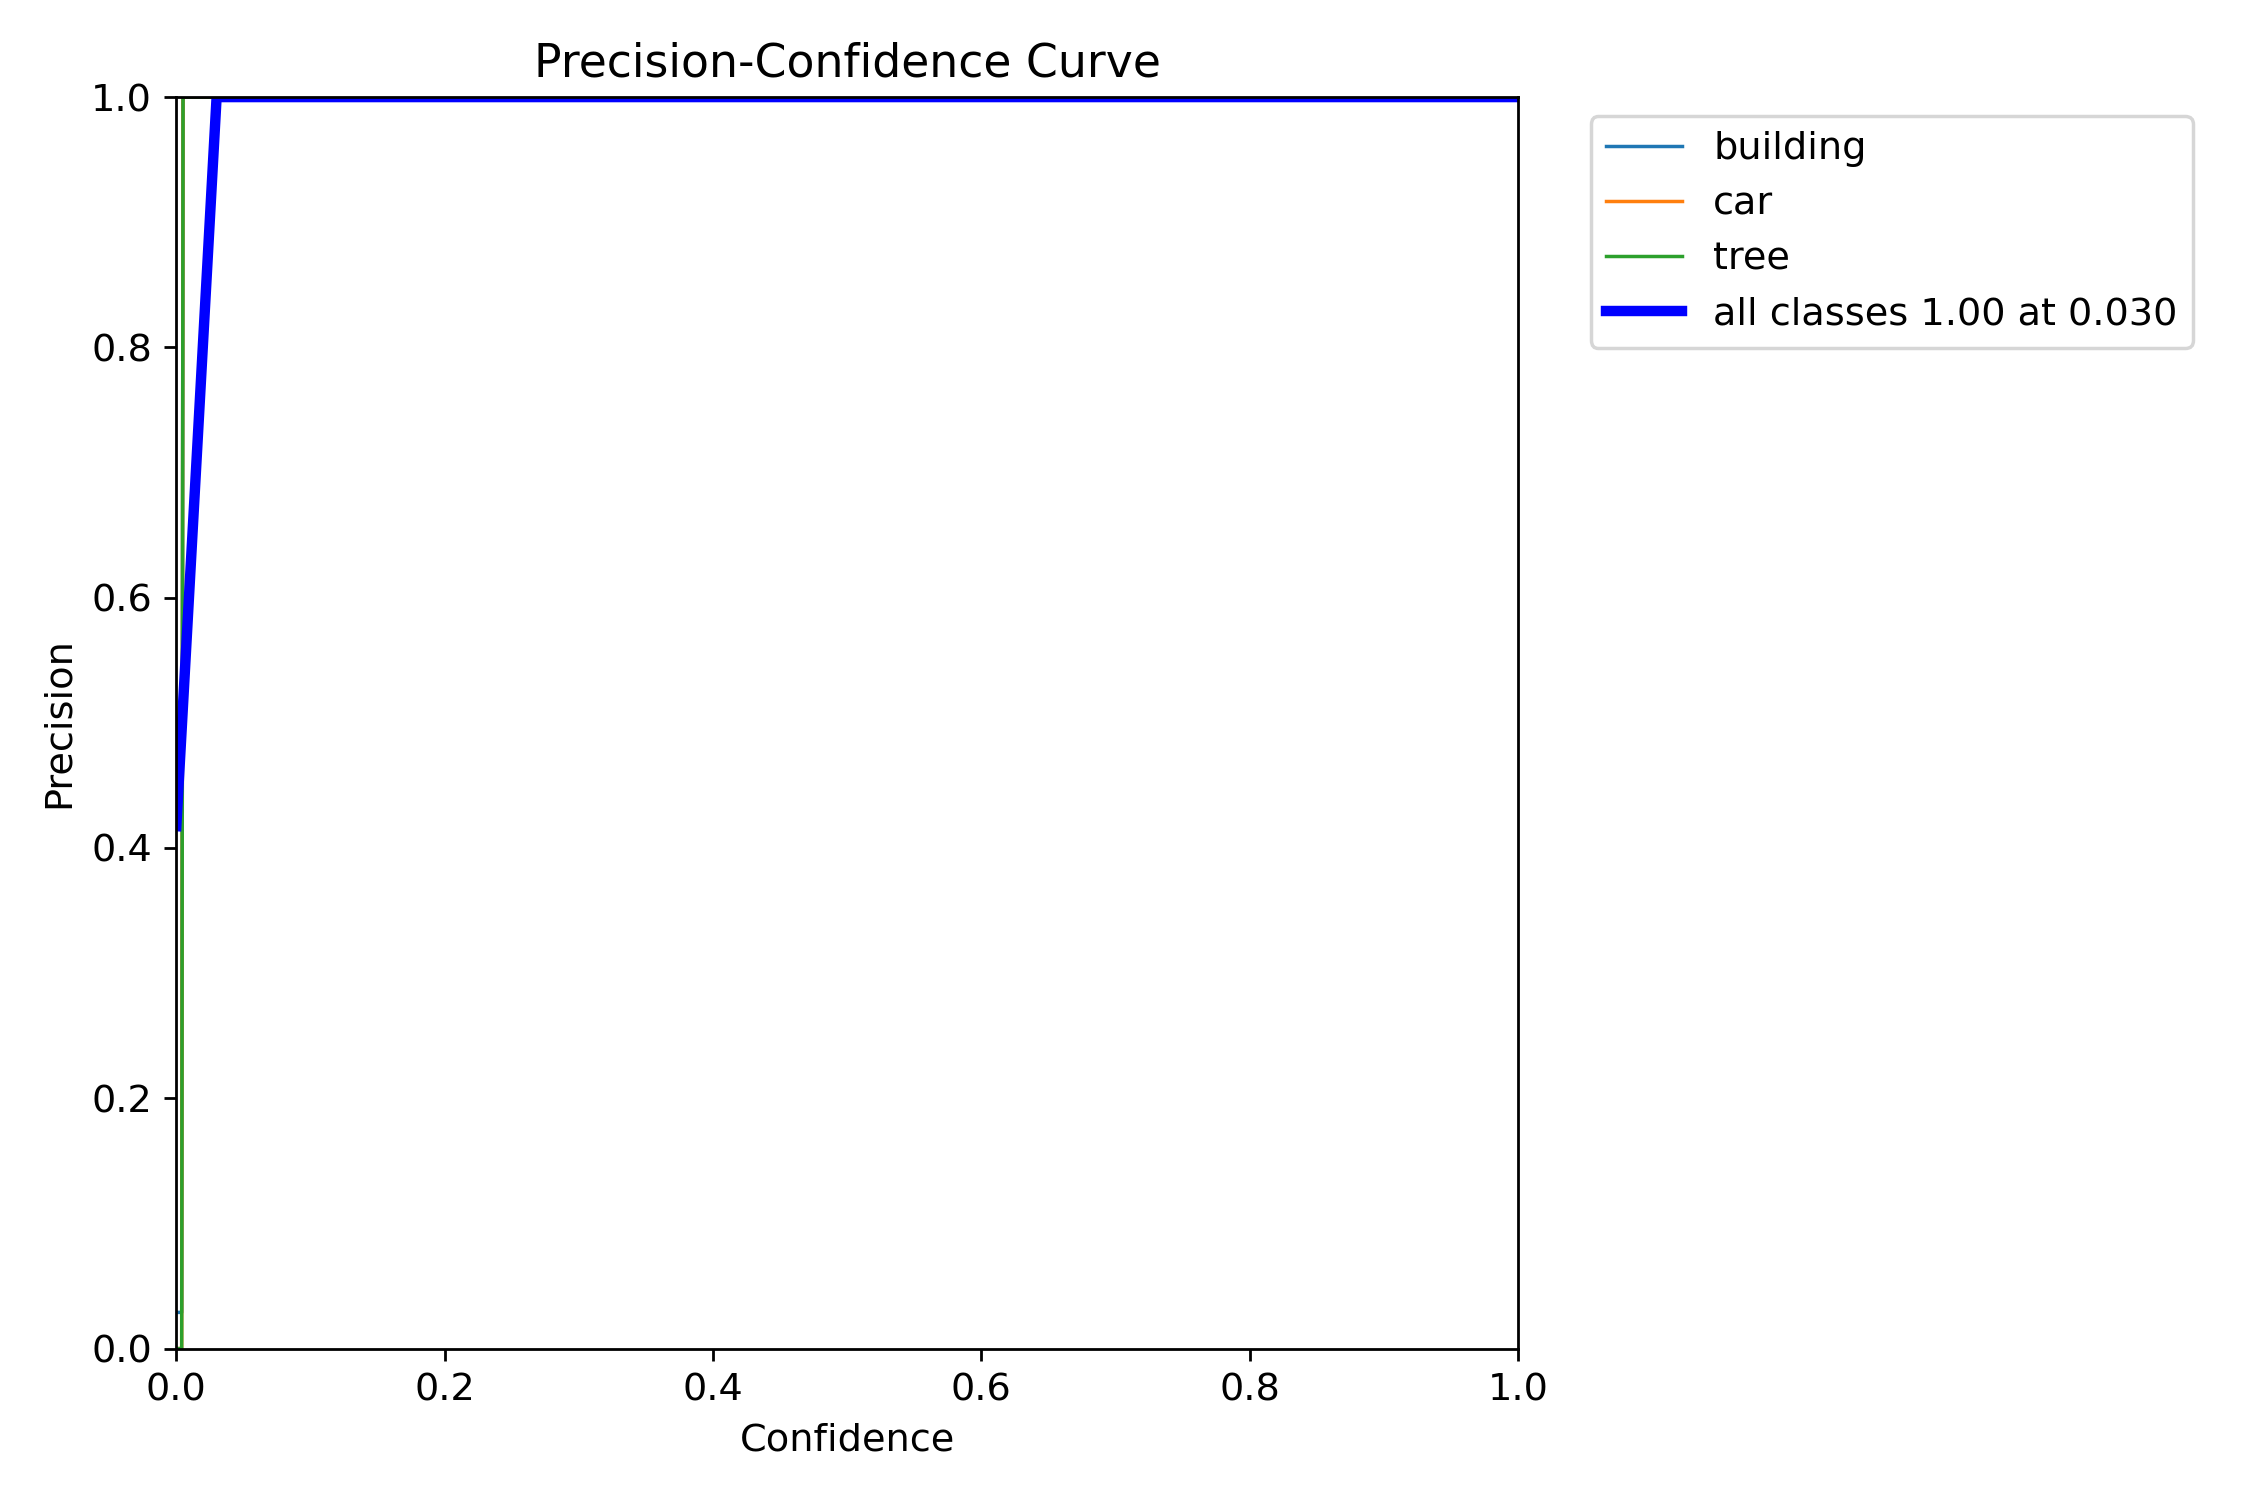 Precision-Confidence Curve
1.0
0.8
0.6
0.4
0.2
0.0
Precision
0.0 0.2 0.4 0.6 0.8 1.0
Confidence
building
car
tree
all classes 1.00 at 0.030